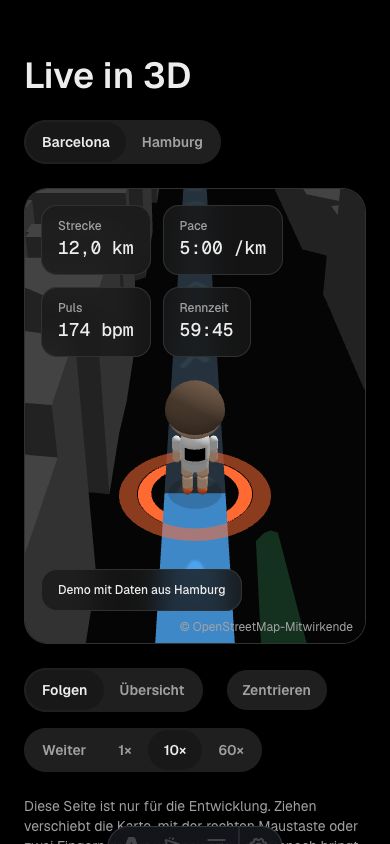 Live in 3D
Barcelona Hamburg
Strecke Pace
12,0 km 5:00 /km
Puls Rennzeit
174 bpm 59:45
Demo mit Daten aus Hamburg
© OpenStreetMap-Mitwirkende
Folgen Übersicht Zentrieren
Weiter 1× 10× 60×
Diese Seite ist nur für die Entwicklung. Ziehen
verschiebt die Karte, mit der rechten Maustaste oder